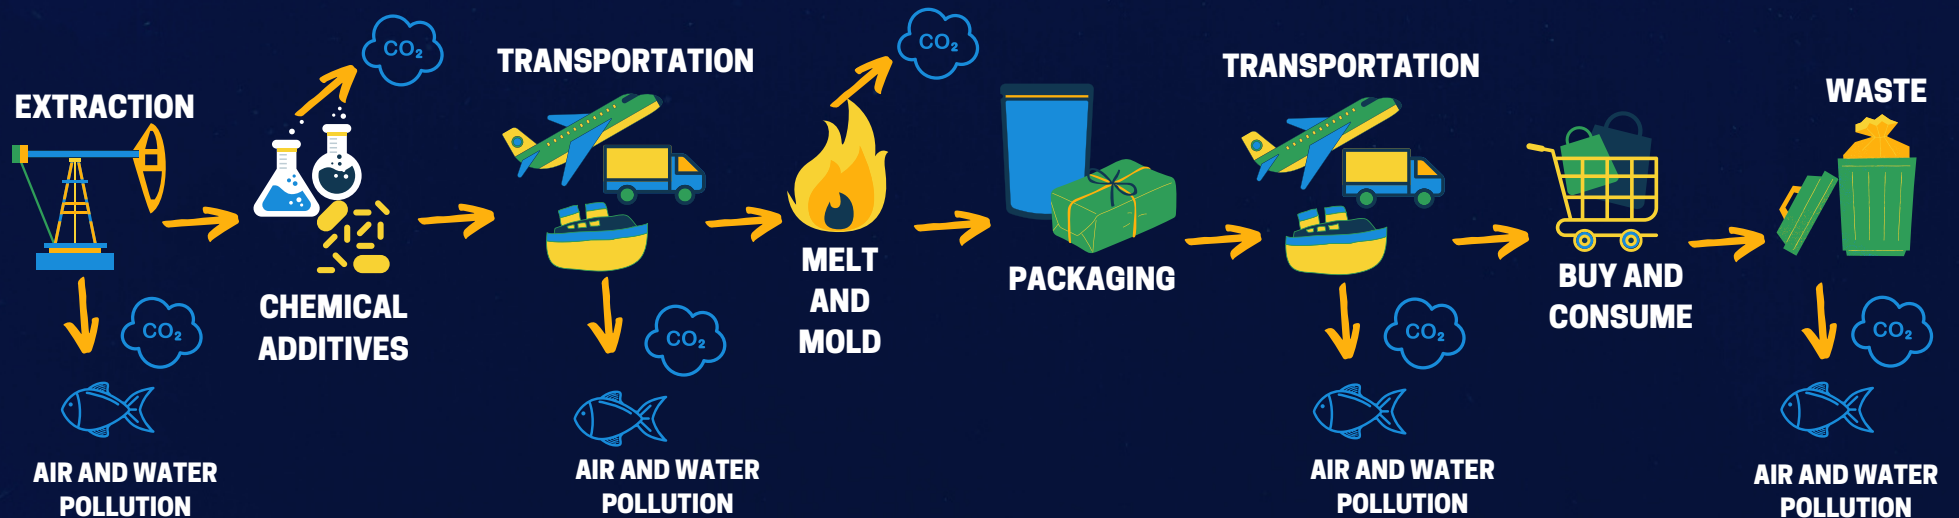 EXTRACTION
CO₂
AIR AND WATER
POLLUTION
CO₂
CHEMICAL
ADDITIVES
TRANSPORTATION
CO₂
AIR AND WATER
POLLUTION
CO₂
MELT
AND
MOLD
PACKAGING
TRANSPORTATION
CO₂
AIR AND WATER
POLLUTION
BUY AND
CONSUME
WASTE
CO₂
AIR AND WATER
POLLUTION